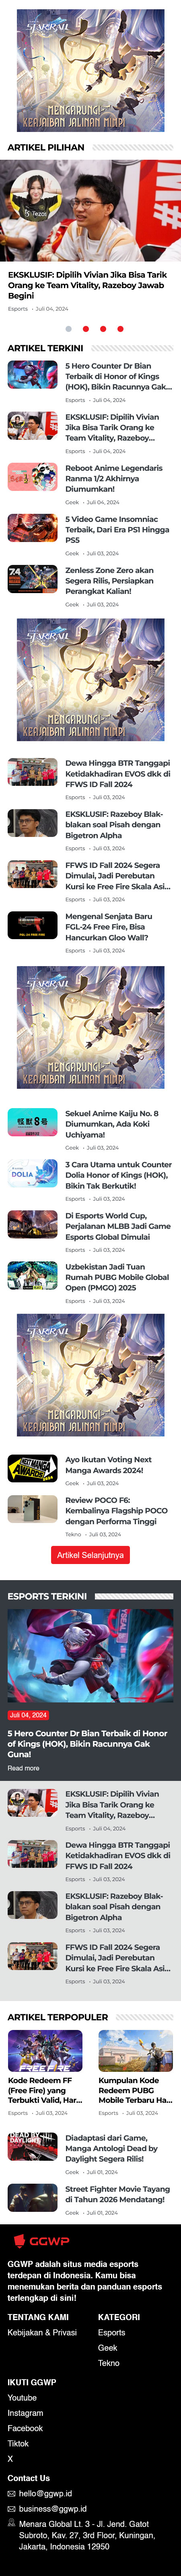 HONKAI
STAR RAIL
MENGARUNGI
KEAJAIBAN JALINAN MIMPI
ARTIKEL PILIHAN
Tezos
EKSKLUSIF: Dipilih Vivian Jika Bisa Tarik
Orang ke Team Vitality, Razeboy Jawab
Begini
Esports • Juli 04, 2024
ARTIKEL TERKINI
5 Hero Counter Dr Bian
Terbaik di Honor of Kings
(HOK), Bikin Racunnya Gak...
Esports • Juli 04, 2024
EKSKLUSIF: Dipilih Vivian
Jika Bisa Tarik Orang ke
Team Vitality, Razeboy...
Esports • Juli 04, 2024
Reboot Anime Legendaris
Ranma 1/2 Akhirnya
Diumumkan!
Geek • Juli 04, 2024
5 Video Game Insomniac
Terbaik, Dari Era PS1 Hingga
PS5
Geek • Juli 03, 2024
7.4
Zenless Zone Zero akan
Segera Rilis, Persiapkan
Perangkat Kalian!
Geek • Juli 03, 2024
HONKAI
STAR RAIL
MENGARUNGI
KEAJAIBAN JALINAN MIMPI
Dewa Hingga BTR Tanggapi
Ketidakhadiran EVOS dkk di
FFWS ID Fall 2024
Esports • Juli 03, 2024
EKSKLUSIF: Razeboy Blak-
blakan soal Pisah dengan
Bigetron Alpha
Esports • Juli 03, 2024
FFWS ID Fall 2024 Segera
Dimulai, Jadi Perebutan
Kursi ke Free Fire Skala Asi...
Esports • Juli 03, 2024
FGL-24 FREE FIRE
Mengenal Senjata Baru
FGL-24 Free Fire, Bisa
Hancurkan Gloo Wall?
Esports • Juli 03, 2024
HONKAI
STAR RAIL
MENGARUNGI
KEAJAIBAN JALINAN MIMPI
怪獣8号
Sekuel Anime Kaiju No. 8
Diumumkan, Ada Koki
Uchiyama!
Geek • Juli 03, 2024
DOLIA
3 Cara Utama untuk Counter
Dolia Honor of Kings (HOK),
Bikin Tak Berkutik!
Esports • Juli 03, 2024
Di Esports World Cup,
Perjalanan MLBB Jadi Game
Esports Global Dimulai
Esports • Juli 03, 2024
Uzbekistan Jadi Tuan
Rumah PUBG Mobile Global
Open (PMGO) 2025
Esports • Juli 03, 2024
HONKAI
STAR RAIL
MENGARUNGI
KEAJAIBAN JALINAN MIMPI
NEXT MANGA
AWARDS 2024
Ayo Ikutan Voting Next
Manga Awards 2024!
Geek • Juli 03, 2024
Review POCO F6:
Kembalinya Flagship POCO
dengan Performa Tinggi
Tekno • Juli 03, 2024
Artikel Selanjutnya
ESPORTS TERKINI
Juli 04, 2024
5 Hero Counter Dr Bian Terbaik di Honor
of Kings (HOK), Bikin Racunnya Gak
Guna!
Read more
EKSKLUSIF: Dipilih Vivian
Jika Bisa Tarik Orang ke
Team Vitality, Razeboy...
Esports • Juli 04, 2024
Dewa Hingga BTR Tanggapi
Ketidakhadiran EVOS dkk di
FFWS ID Fall 2024
Esports • Juli 03, 2024
EKSKLUSIF: Razeboy Blak-
blakan soal Pisah dengan
Bigetron Alpha
Esports • Juli 03, 2024
FFWS ID Fall 2024 Segera
Dimulai, Jadi Perebutan
Kursi ke Free Fire Skala Asi...
Esports • Juli 03, 2024
ARTIKEL TERPOPULER
FREE FIRE
Kode Redeem FF
(Free Fire) yang
Terbukti Valid, Har...
Esports • Juli 03, 2024
Kumpulan Kode
Redeem PUBG
Mobile Terbaru Ha...
Esports • Juli 03, 2024
DEAD BY
DAYLIGHT
Diadaptasi dari Game,
Manga Antologi Dead by
Daylight Segera Rilis!
Geek • Juli 01, 2024
Street Fighter Movie Tayang
di Tahun 2026 Mendatang!
Geek • Juli 01, 2024
GGWP
GGWP adalah situs media esports
terdepan di Indonesia. Kamu bisa
menemukan berita dan panduan esports
terlengkap di sini!
TENTANG KAMI
Kebijakan & Privasi
KATEGORI
Esports
Geek
Tekno
IKUTI GGWP
Youtube
Instagram
Facebook
Tiktok
X
Contact Us
hello@ggwp.id
business@ggwp.id
Menara Global Lt. 3 - Jl. Jend. Gatot
Subroto, Kav. 27, 3rd Floor, Kuningan,
Jakarta, Indonesia 12950